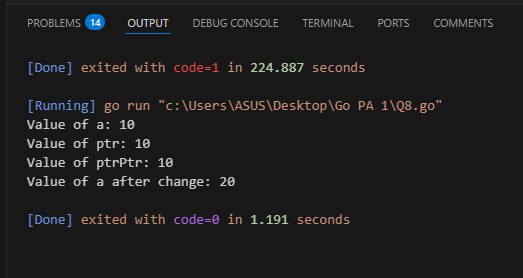 PROBLEMS 14 OUTPUT DEBUG CONSOLE TERMINAL PORTS COMMENTS
[Done] exited with code=1 in 224.887 seconds
[Running] go run "c:\Users\ASUS\Desktop\Go PA 1\Q8.go"
Value of a: 10
Value of ptr: 10
Value of ptrPtr: 10
Value of a after change: 20
[Done] exited with code=0 in 1.191 seconds